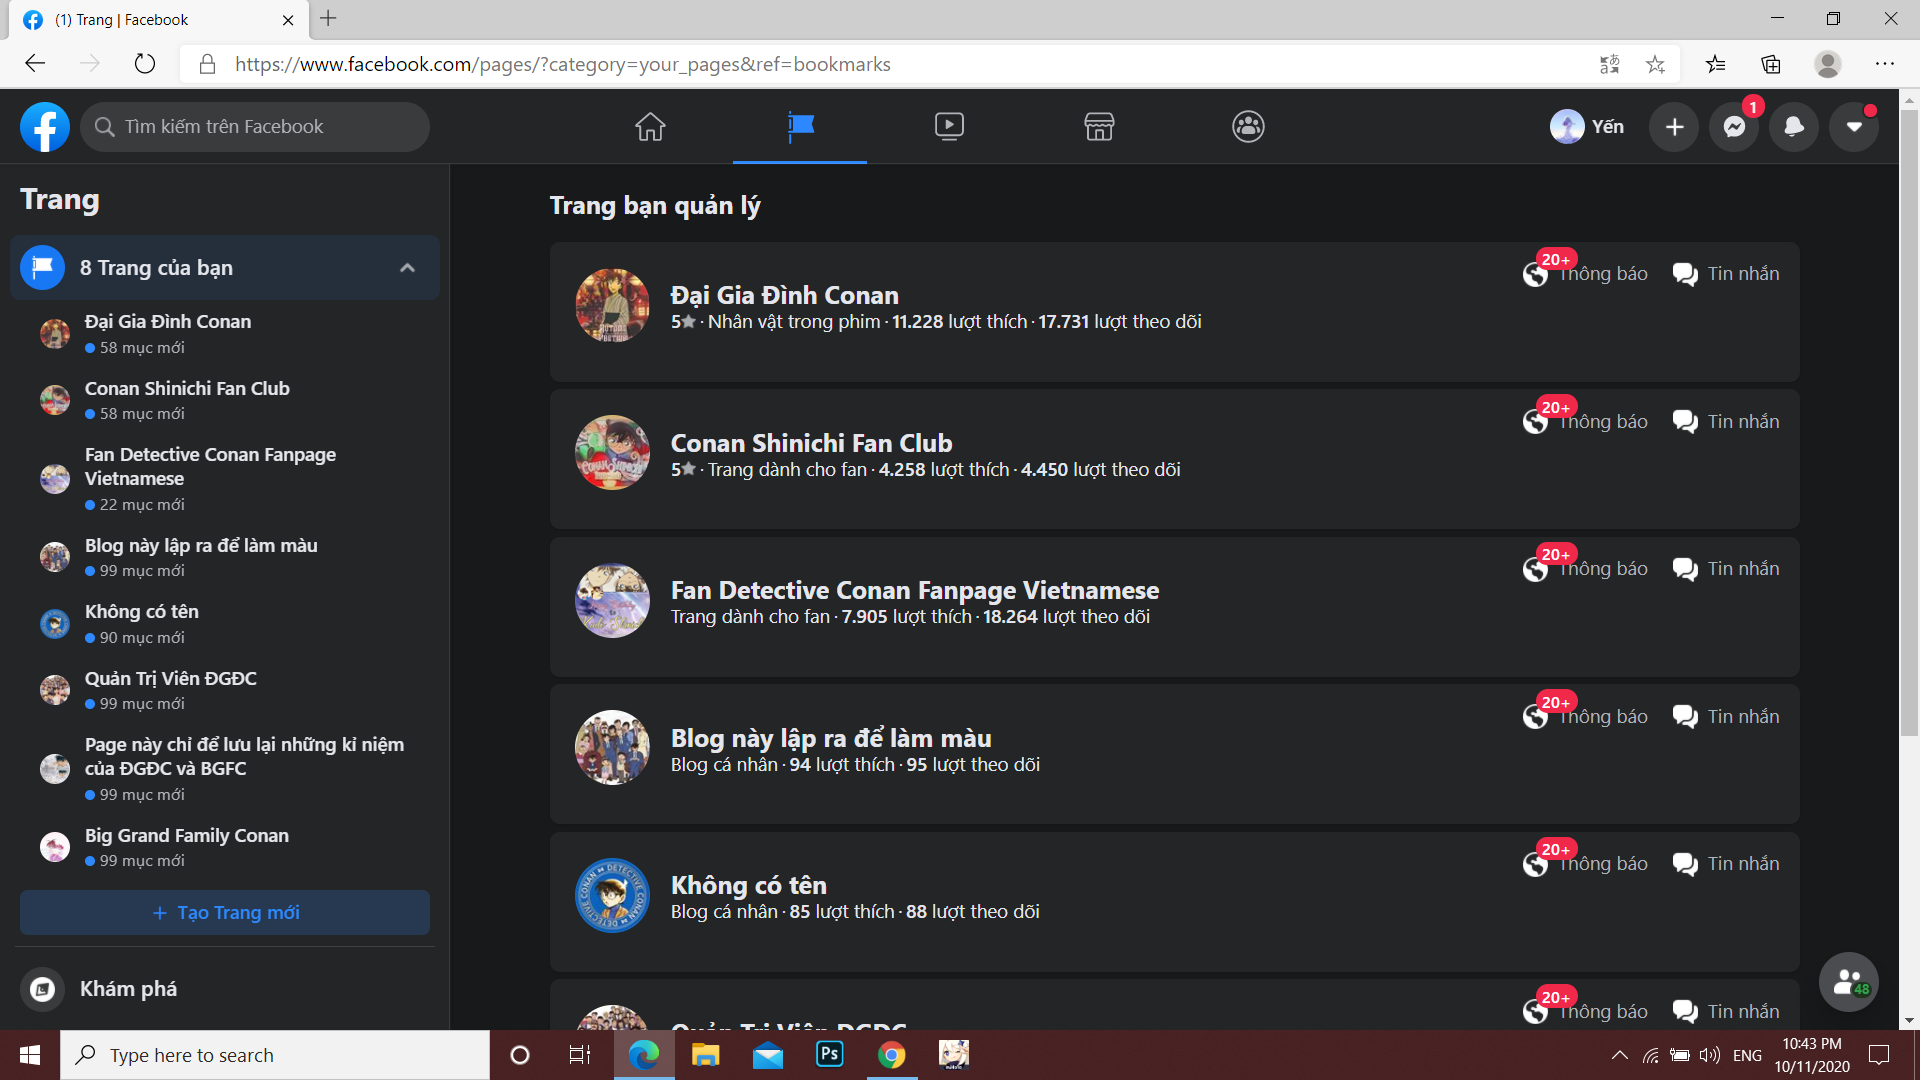 (1) Trang | Facebook
https://www.facebook.com/pages/?category=your_pages&ref=bookmarks
Tìm kiếm trên Facebook
Yến
1
Trang
8 Trang của bạn
Đại Gia Đình Conan
58 mục mới
Conan Shinichi Fan Club
58 mục mới
Fan Detective Conan Fanpage
Vietnamese
22 mục mới
Blog này lập ra để làm màu
99 mục mới
Không có tên
90 mục mới
Quản Trị Viên ĐGĐC
99 mục mới
Page này chỉ để lưu lại những kỉ niệm
của ĐGĐC và BGFC
99 mục mới
Big Grand Family Conan
99 mục mới
+ Tạo Trang mới
Khám phá
Trang bạn quản lý
20+
Thông báo Tin nhắn
Đại Gia Đình Conan
5★ · Nhân vật trong phim · 11.228 lượt thích · 17.731 lượt theo dõi
20+
Thông báo Tin nhắn
Conan Shinichi Fan Club
5★ · Trang dành cho fan · 4.258 lượt thích · 4.450 lượt theo dõi
20+
Thông báo Tin nhắn
Fan Detective Conan Fanpage Vietnamese
Trang dành cho fan · 7.905 lượt thích · 18.264 lượt theo dõi
20+
Thông báo Tin nhắn
Blog này lập ra để làm màu
Blog cá nhân · 94 lượt thích · 95 lượt theo dõi
20+
Thông báo Tin nhắn
Không có tên
Blog cá nhân · 85 lượt thích · 88 lượt theo dõi
20+
Thông báo Tin nhắn
Quản Trị Viên ĐGĐC
48
Type here to search
Ps
ENG
10:43 PM
10/11/2020